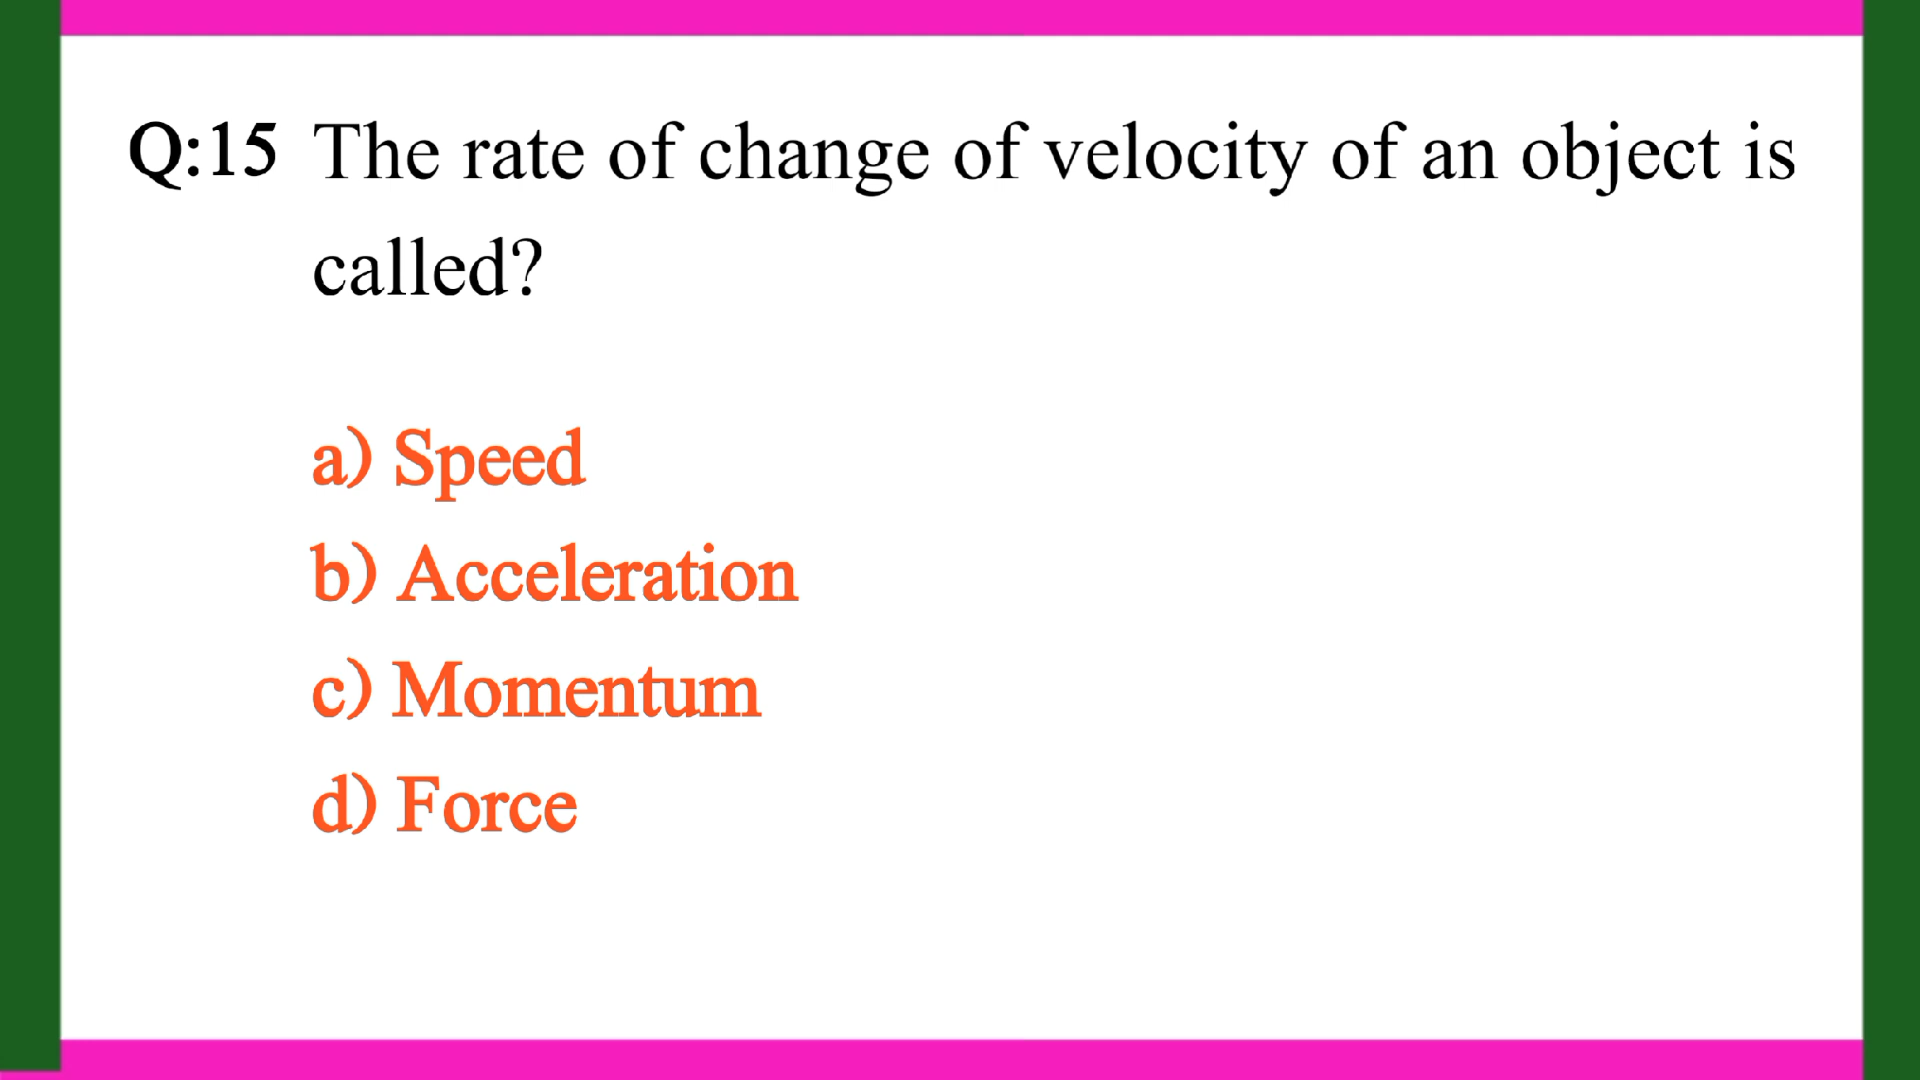 Q:15 The rate of change of velocity of an object is
called?
a) Speed
b) Acceleration
c) Momentum
d) Force